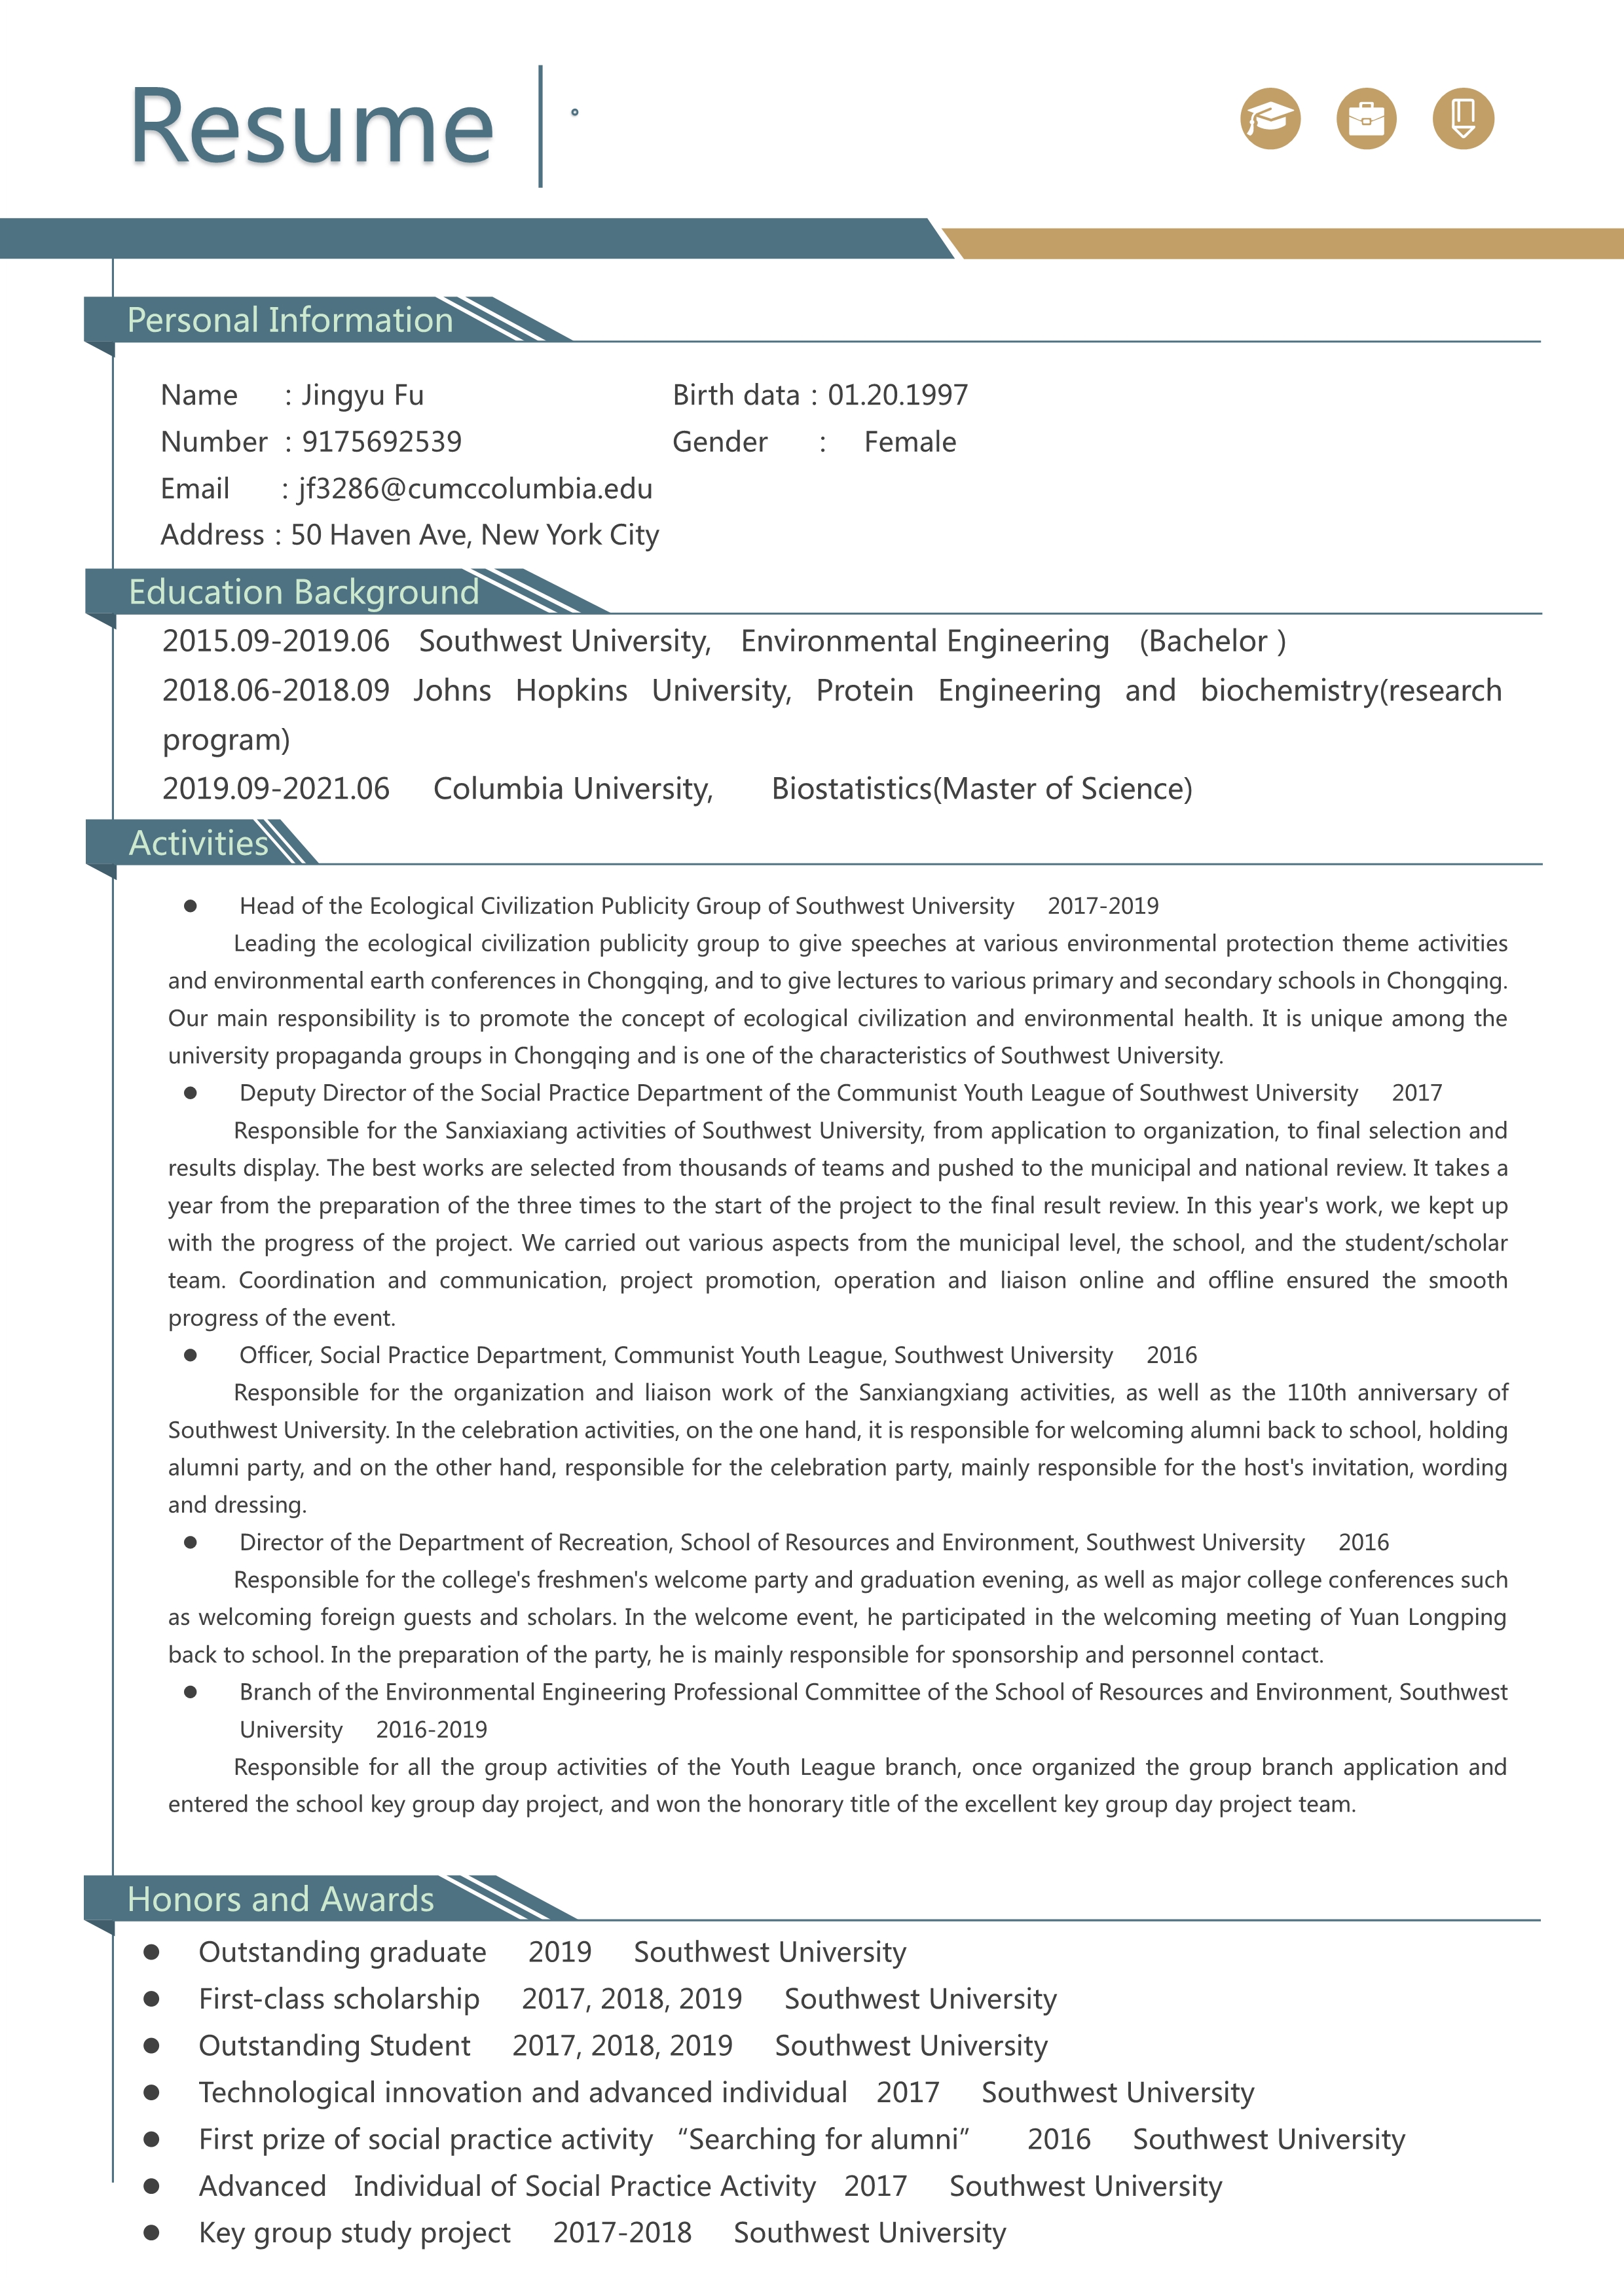 Resume
Personal Information
Name : Jingyu Fu Birth data : 01.20.1997
Number : 9175692539 Gender : Female
Email : jf3286@cumccolumbia.edu
Address : 50 Haven Ave, New York City
Education Background
2015.09-2019.06 Southwest University, Environmental Engineering (Bachelor )
2018.06-2018.09 Johns Hopkins University, Protein Engineering and biochemistry(research
program)
2019.09-2021.06 Columbia University, Biostatistics(Master of Science)
Activities
● Head of the Ecological Civilization Publicity Group of Southwest University 2017-2019
Leading the ecological civilization publicity group to give speeches at various environmental protection theme activities
and environmental earth conferences in Chongqing, and to give lectures to various primary and secondary schools in Chongqing.
Our main responsibility is to promote the concept of ecological civilization and environmental health. It is unique among the
university propaganda groups in Chongqing and is one of the characteristics of Southwest University.
● Deputy Director of the Social Practice Department of the Communist Youth League of Southwest University 2017
Responsible for the Sanxiaxiang activities of Southwest University, from application to organization, to final selection and
results display. The best works are selected from thousands of teams and pushed to the municipal and national review. It takes a
year from the preparation of the three times to the start of the project to the final result review. In this year's work, we kept up
with the progress of the project. We carried out various aspects from the municipal level, the school, and the student/scholar
team. Coordination and communication, project promotion, operation and liaison online and offline ensured the smooth
progress of the event.
● Officer, Social Practice Department, Communist Youth League, Southwest University 2016
Responsible for the organization and liaison work of the Sanxiangxiang activities, as well as the 110th anniversary of
Southwest University. In the celebration activities, on the one hand, it is responsible for welcoming alumni back to school, holding
alumni party, and on the other hand, responsible for the celebration party, mainly responsible for the host's invitation, wording
and dressing.
● Director of the Department of Recreation, School of Resources and Environment, Southwest University 2016
Responsible for the college's freshmen's welcome party and graduation evening, as well as major college conferences such
as welcoming foreign guests and scholars. In the welcome event, he participated in the welcoming meeting of Yuan Longping
back to school. In the preparation of the party, he is mainly responsible for sponsorship and personnel contact.
● Branch of the Environmental Engineering Professional Committee of the School of Resources and Environment, Southwest
University 2016-2019
Responsible for all the group activities of the Youth League branch, once organized the group branch application and
entered the school key group day project, and won the honorary title of the excellent key group day project team.
Honors and Awards
● Outstanding graduate 2019 Southwest University
● First-class scholarship 2017, 2018, 2019 Southwest University
● Outstanding Student 2017, 2018, 2019 Southwest University
● Technological innovation and advanced individual 2017 Southwest University
● First prize of social practice activity “Searching for alumni” 2016 Southwest University
● Advanced Individual of Social Practice Activity 2017 Southwest University
● Key group study project 2017-2018 Southwest University